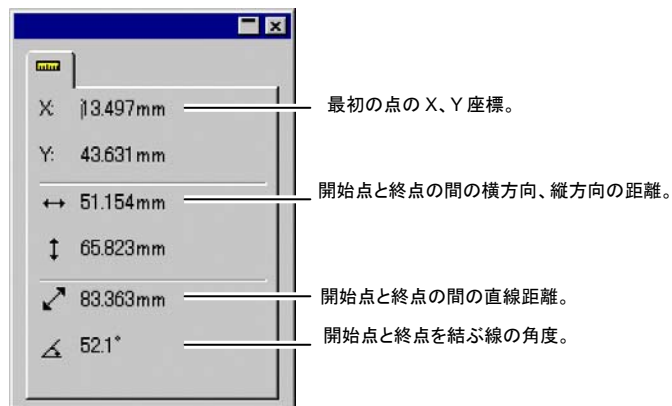 X: 13.497mm
最初の点の X、Y 座標。
Y: 43.631mm
51.154mm
開始点と終点の間の横方向、縦方向の距離。
65.823mm
83.363mm
開始点と終点の間の直線距離。
52.1°
開始点と終点を結ぶ線の角度。